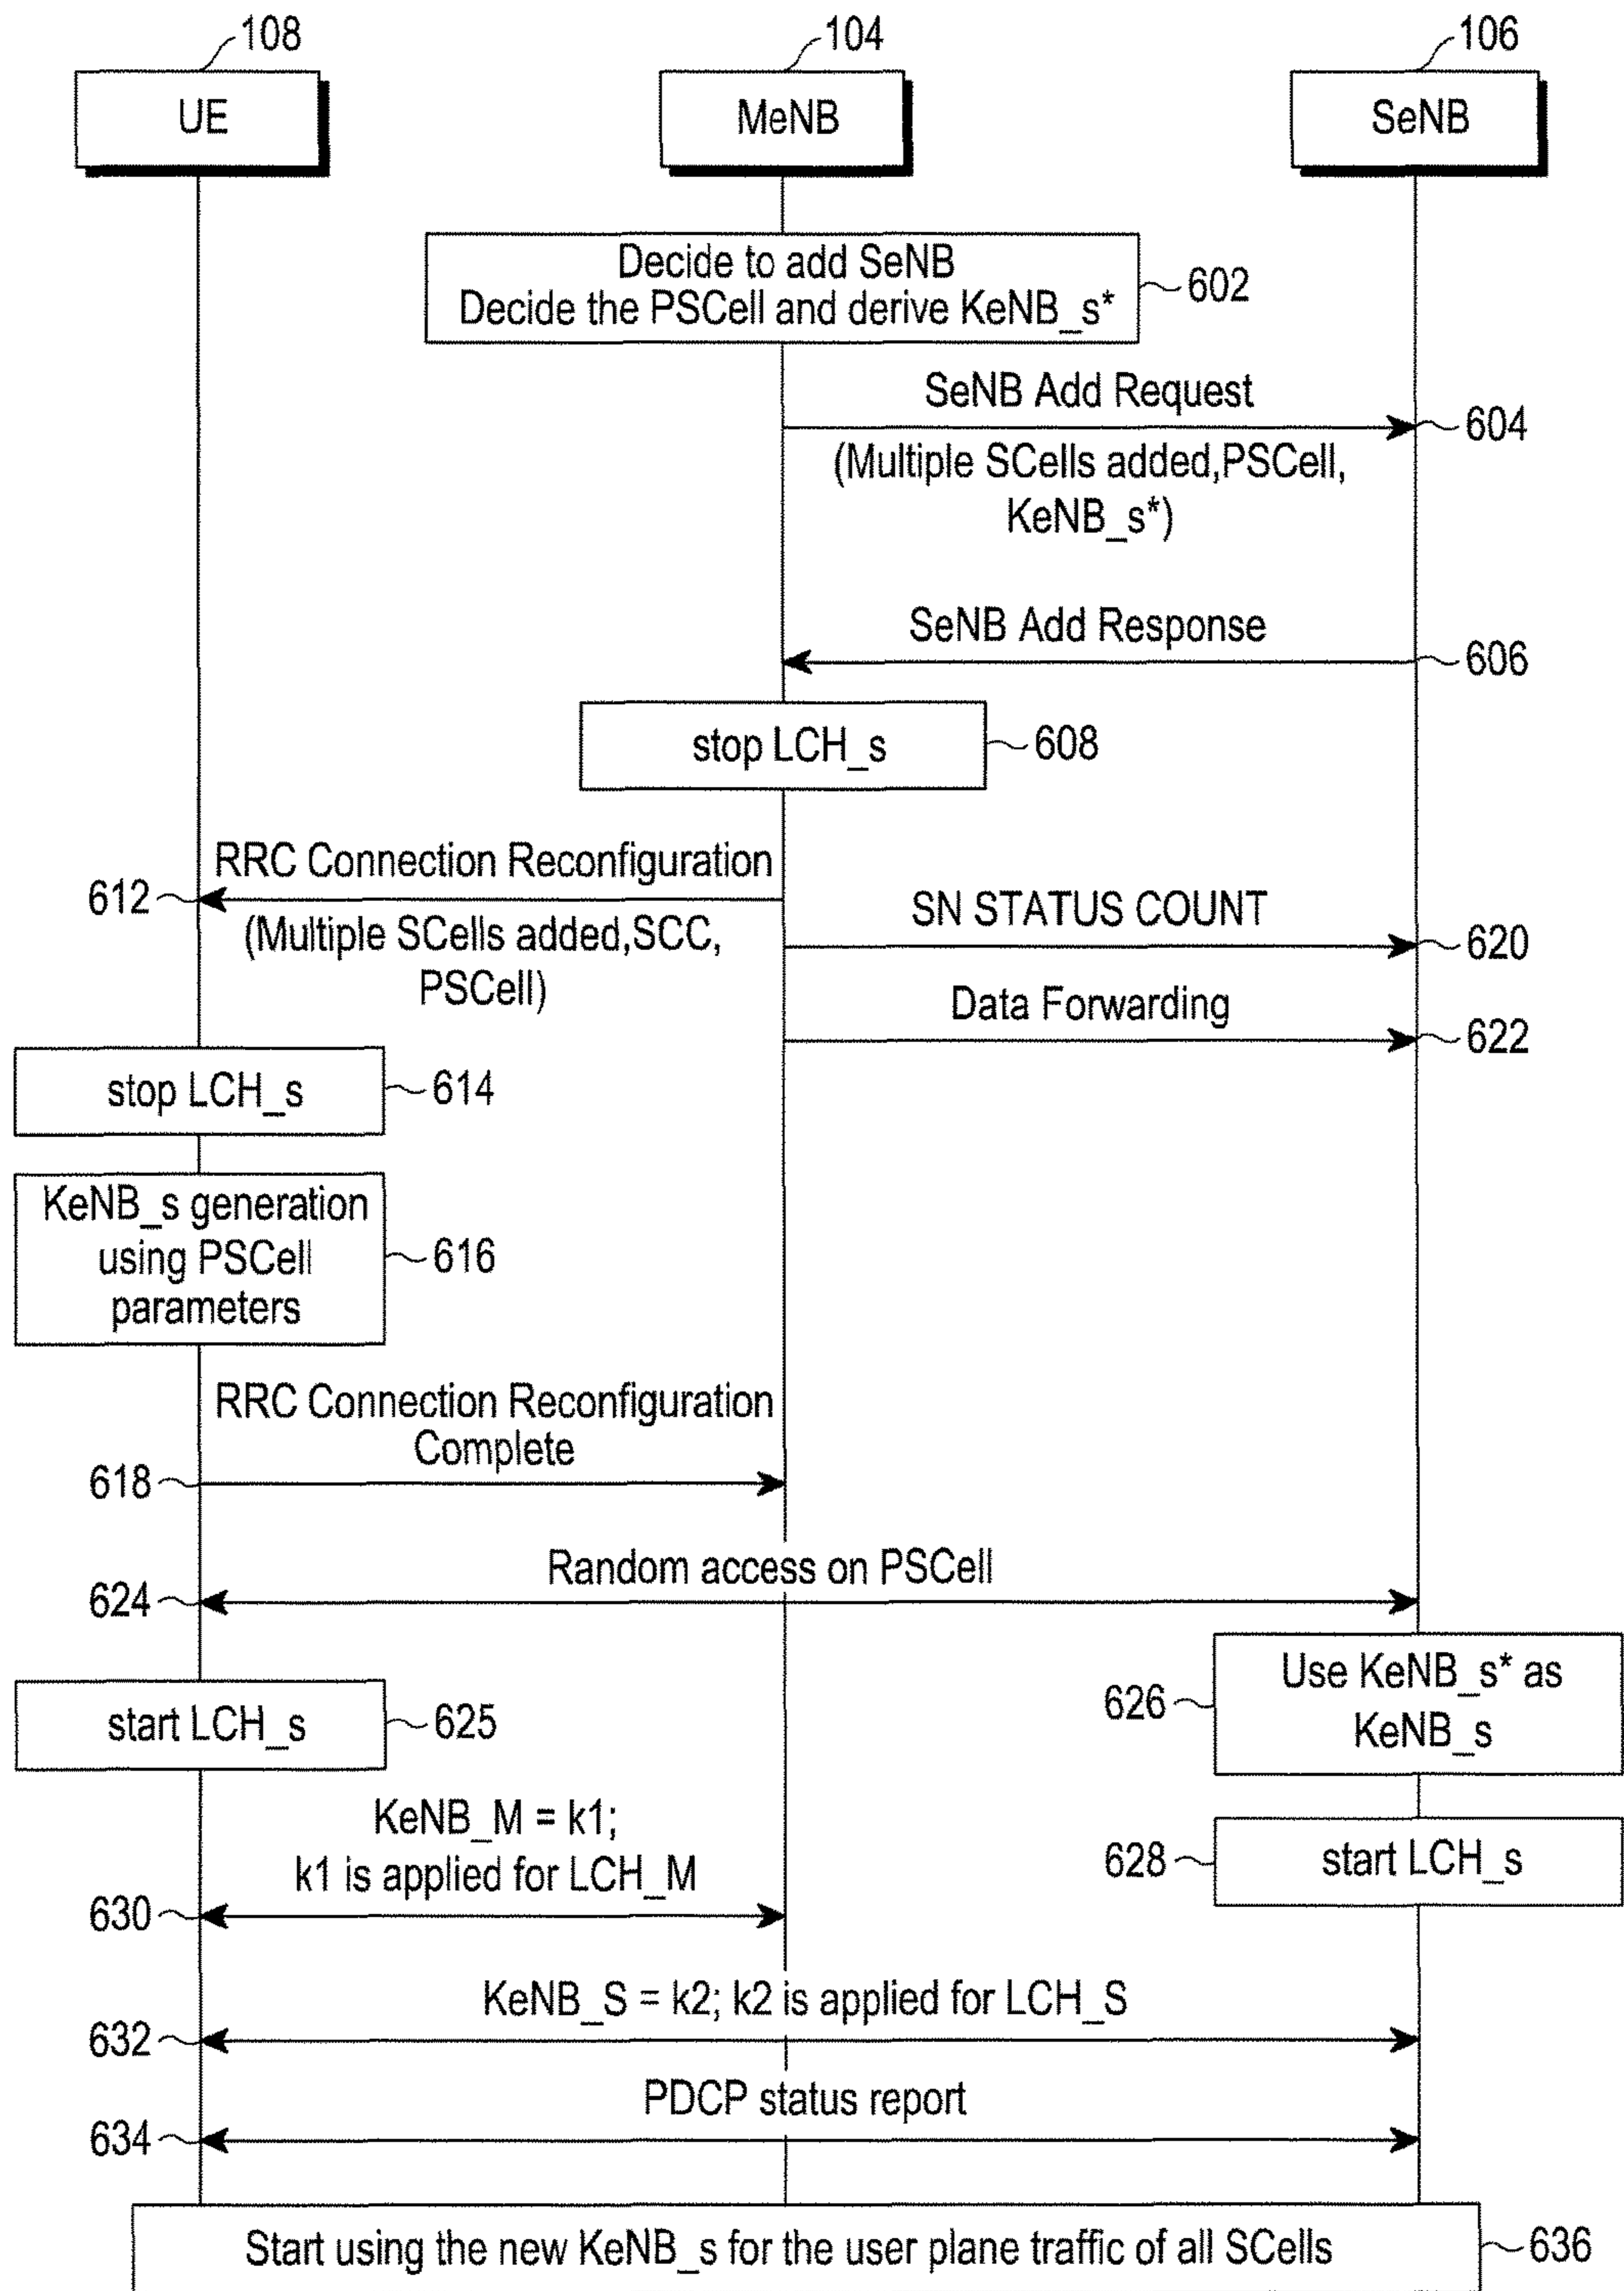 108
104
106
UE
MeNB
SeNB
Decide to add SeNB
Decide the PSCell and derive KeNB_s*
602
SeNB Add Request
604
(Multiple SCells added,PSCell,
KeNB_s*)
SeNB Add Response
606
stop LCH_s
608
RRC Connection Reconfiguration
612
(Multiple SCells added,SCC,
PSCell)
SN STATUS COUNT
620
Data Forwarding
622
stop LCH_s
614
KeNB_s generation
using PSCell
parameters
616
RRC Connection Reconfiguration
Complete
618
Random access on PSCell
624
Use KeNB_s* as
KeNB_s
626
start LCH_s
625
start LCH_s
628
KeNB_M = k1;
k1 is applied for LCH_M
630
KeNB_S = k2; k2 is applied for LCH_S
632
PDCP status report
634
Start using the new KeNB_s for the user plane traffic of all SCells
636